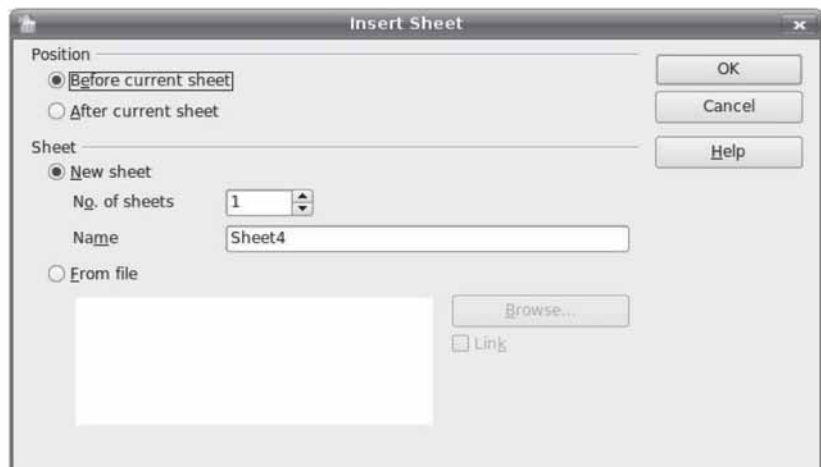 Insert Sheet
Position
Before current sheet
After current sheet
OK
Cancel
Help
Sheet
New sheet
No. of sheets
1
Name
Sheet4
From file
Browse...
Link